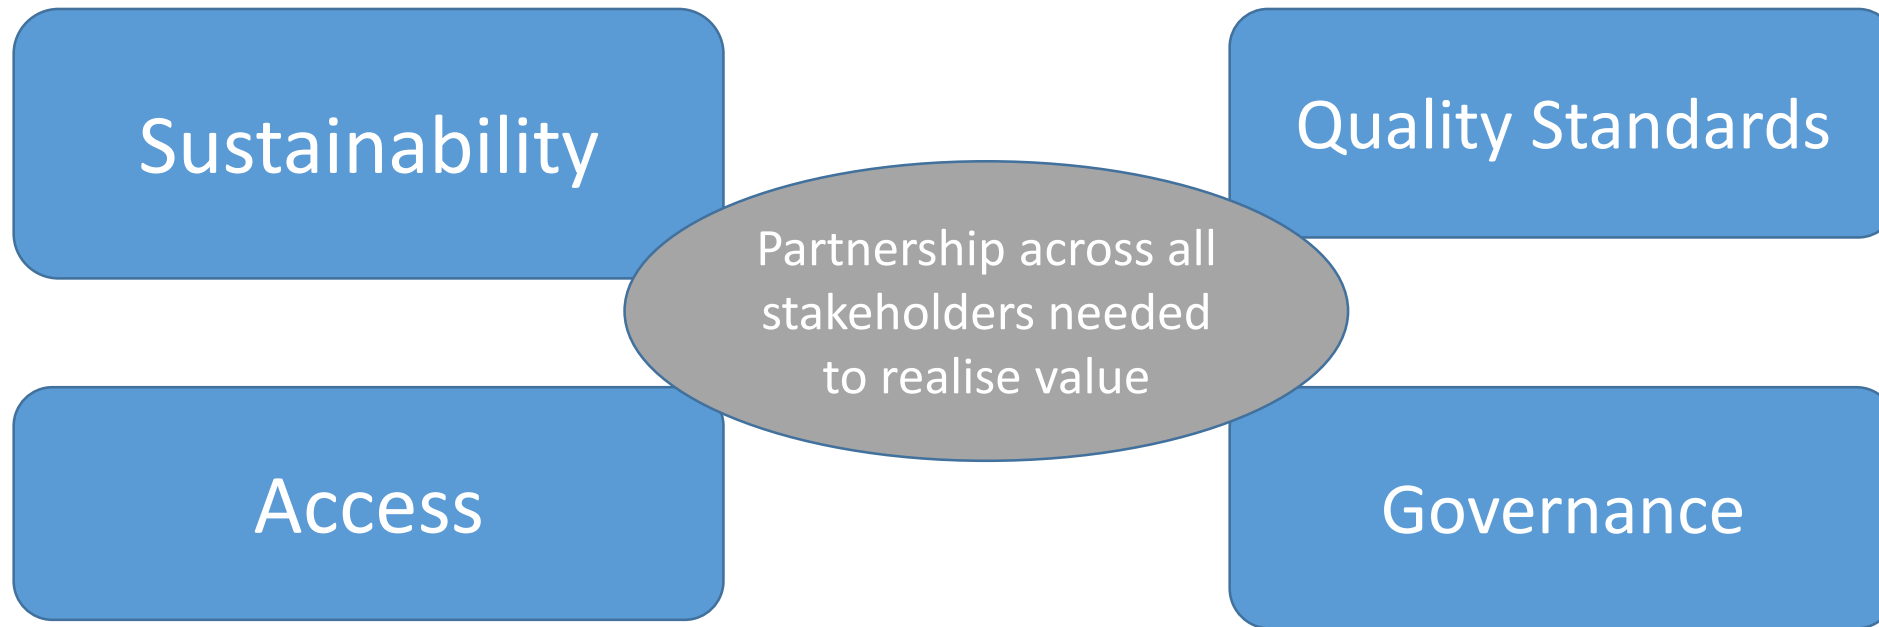 Sustainability
Quality Standards
Partnership across all
stakeholders needed
to realise value
Access
Governance